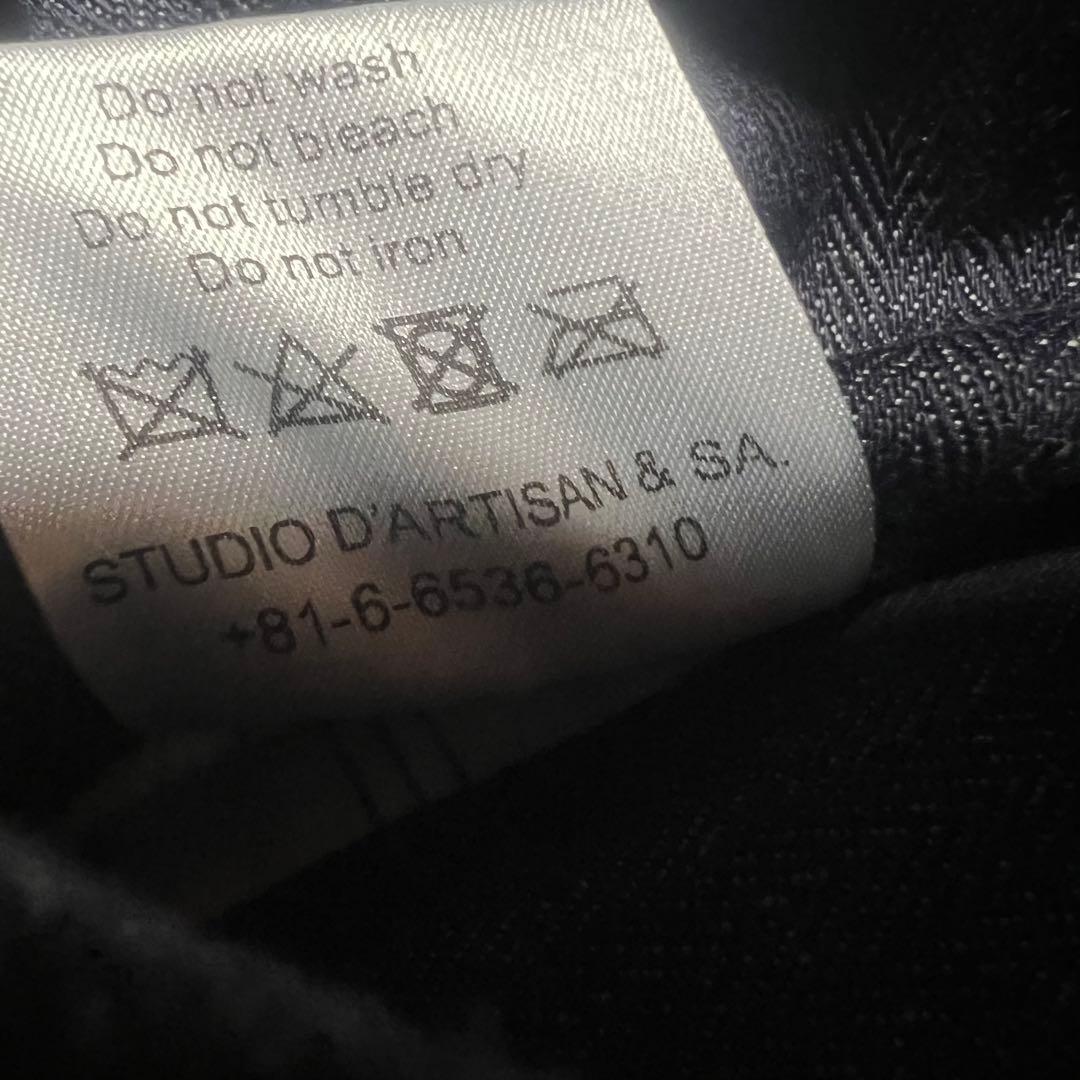 Do not wash
Do not bleach
Do not tumble dry
Do not iron
STUDIO D'ARTISAN & SA.
+81-6-6536-6310